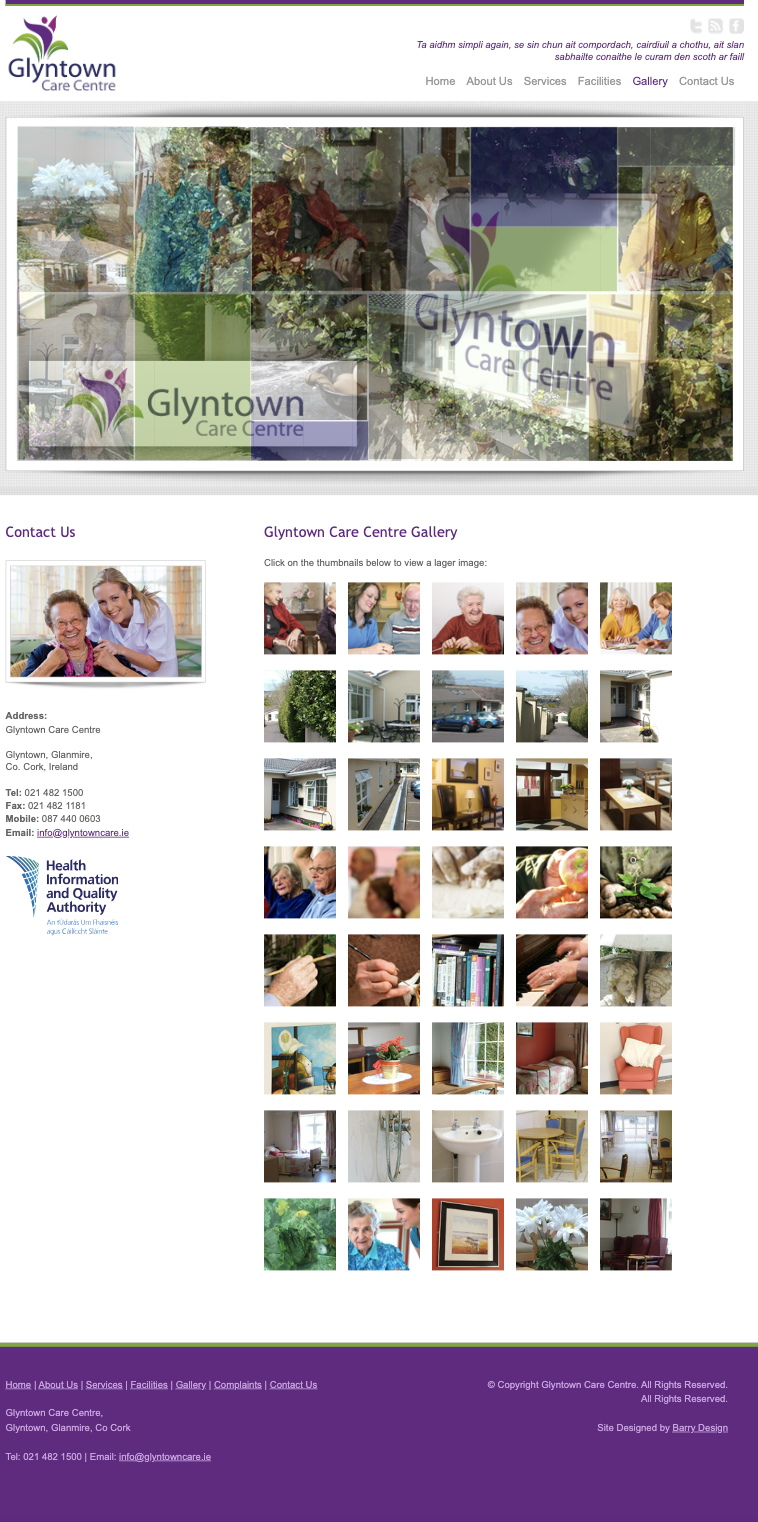 Glyntown
Care Centre
Ta aidhm simpli again, se sin chun ait compordach, cairdiuil a chothu, ait slan
sabhailte conaithe le curam den scoth ar faill
Home About Us Services Facilities Gallery Contact Us
Glyntown
Care Centre
Glyntown
Care Centre
Contact Us
Address:
Glyntown Care Centre
Glyntown, Glanmire,
Co. Cork, Ireland
Tel: 021 482 1500
Fax: 021 482 1181
Mobile: 087 440 0603
Email: info@glyntowncare.ie
Health
Information
and Quality
Authority
An tÚdarás Um Fhaisnéis
agus Cáilíocht Sláinte
Glyntown Care Centre Gallery
Click on the thumbnails below to view a lager image:
Home | About Us | Services | Facilities | Gallery | Complaints | Contact Us
Glyntown Care Centre,
Glyntown, Glanmire, Co Cork
Tel: 021 482 1500 | Email: info@glyntowncare.ie
© Copyright Glyntown Care Centre. All Rights Reserved.
All Rights Reserved.
Site Designed by Barry Design